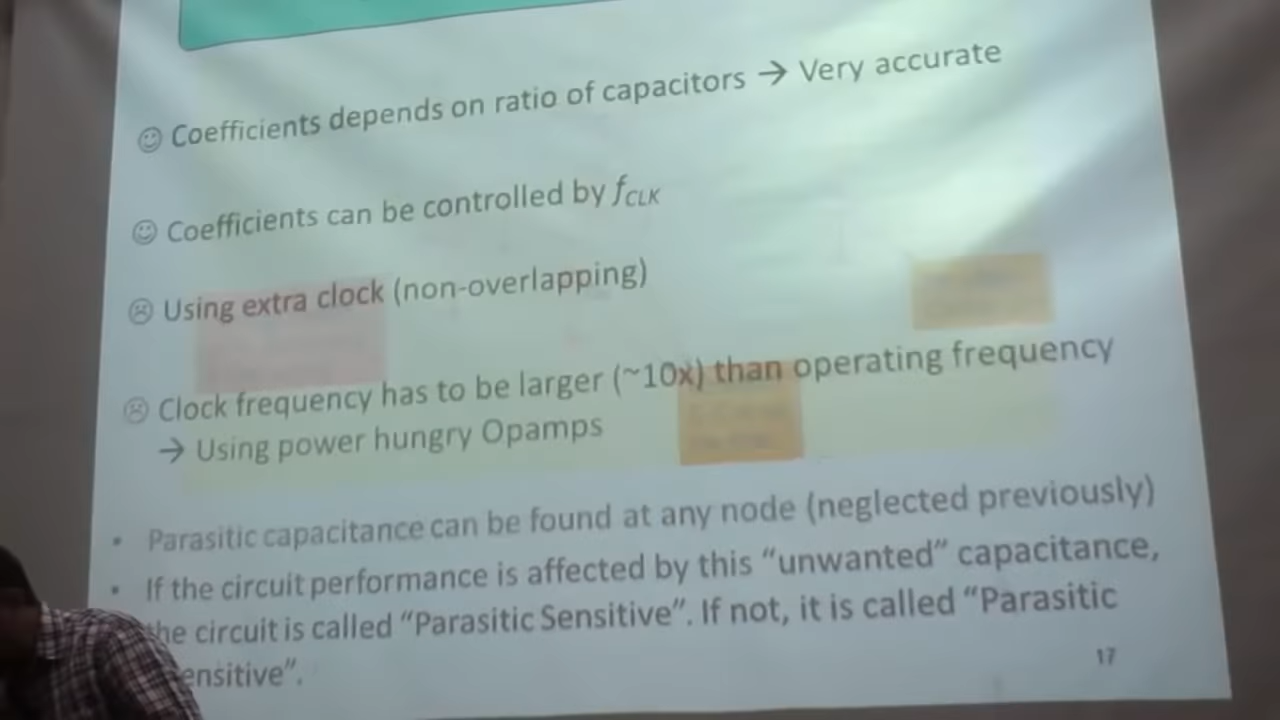 ☺ Coefficients depends on ratio of capacitors → Very accurate
☺ Coefficients can be controlled by fCLK
☹ Using extra clock (non-overlapping)
☹ Clock frequency has to be larger (~10x) than operating frequency
→ Using power hungry Opamps
• Parasitic capacitance can be found at any node (neglected previously)
• If the circuit performance is affected by this “unwanted” capacitance,
the circuit is called “Parasitic Sensitive”. If not, it is called “Parasitic
ensitive”.
17